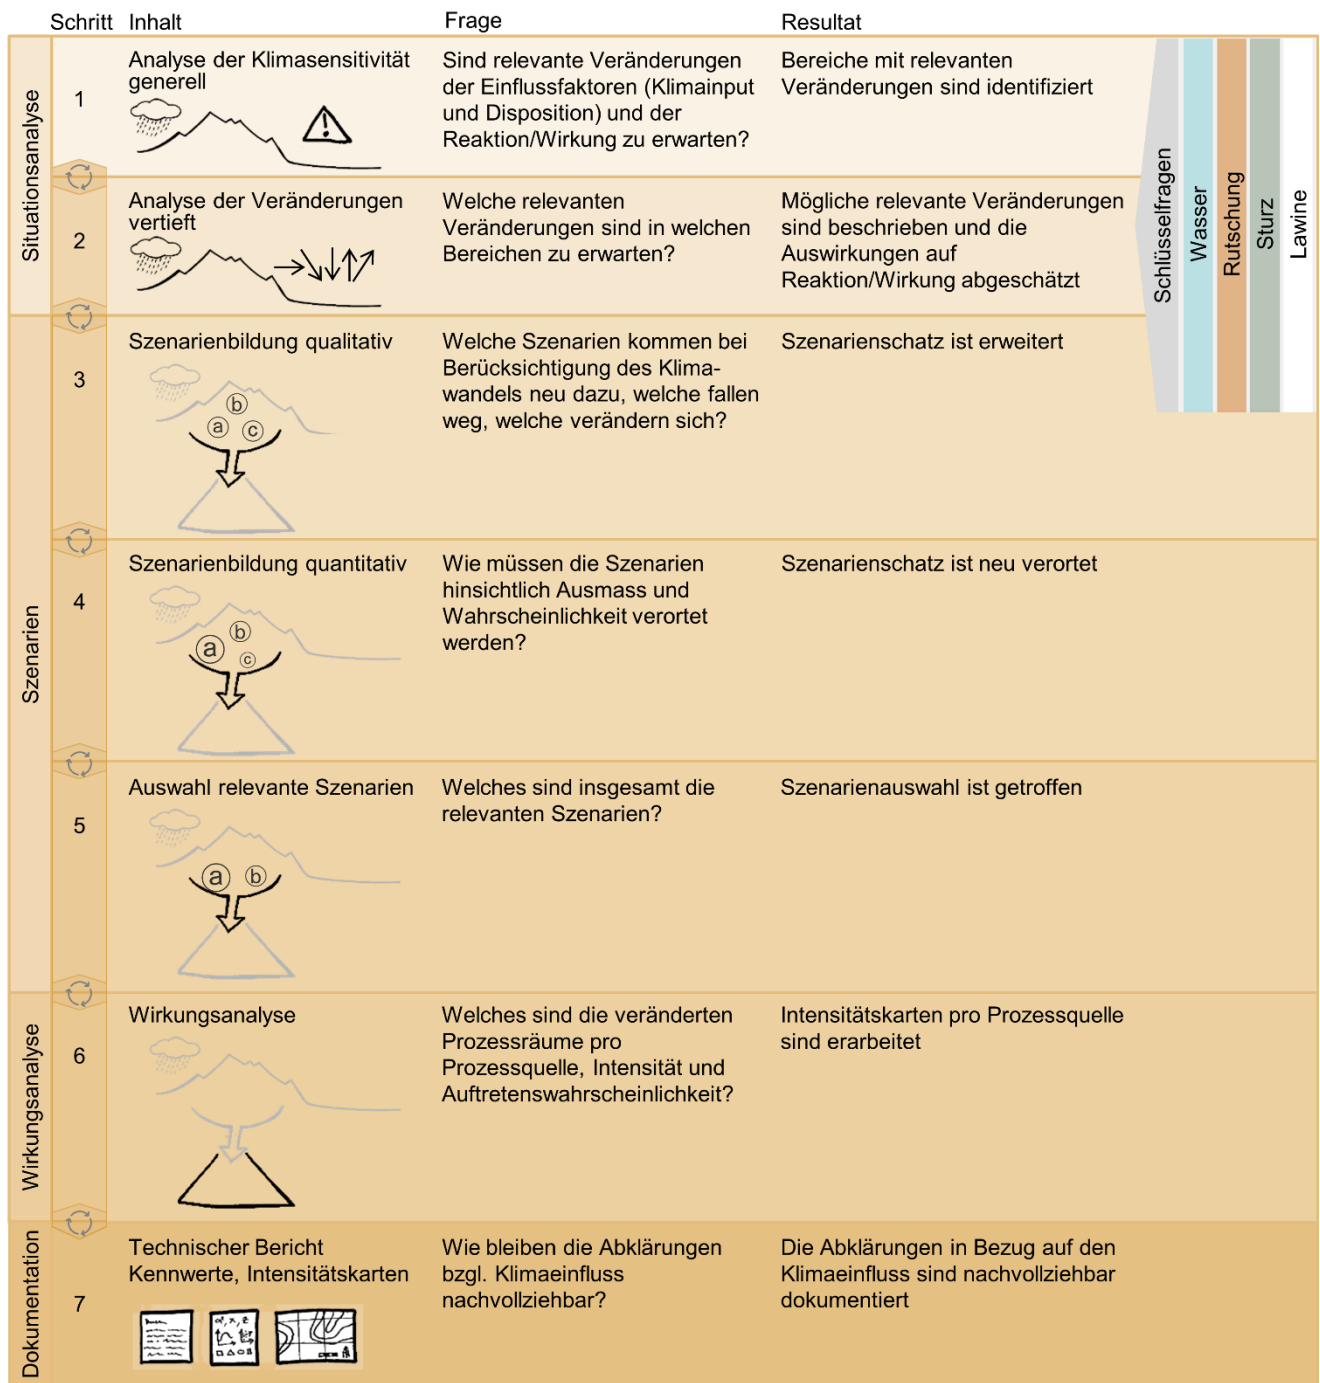 Schritt Inhalt Frage Resultat
Situationsanalyse
1
Analyse der Klimasensitivität
generell
Sind relevante Veränderungen
der Einflussfaktoren (Klimainput
und Disposition) und der
Reaktion/Wirkung zu erwarten?
Bereiche mit relevanten
Veränderungen sind identifiziert
Schlüsselfragen
Wasser
Rutschung
Sturz
Lawine
2
Analyse der Veränderungen
vertieft
Welche relevanten
Veränderungen sind in welchen
Bereichen zu erwarten?
Mögliche relevante Veränderungen
sind beschrieben und die
Auswirkungen auf
Reaktion/Wirkung abgeschätzt
Szenarien
3
Szenarienbildung qualitativ
b
a c
Welche Szenarien kommen bei
Berücksichtigung des Klima-
wandels neu dazu, welche fallen
weg, welche verändern sich?
Szenarienschatz ist erweitert
4
Szenarienbildung quantitativ
b
a c
Wie müssen die Szenarien
hinsichtlich Ausmass und
Wahrscheinlichkeit verortet
werden?
Szenarienschatz ist neu verortet
5
Auswahl relevante Szenarien
a b
Welches sind insgesamt die
relevanten Szenarien?
Szenarienauswahl ist getroffen
Wirkungsanalyse
6
Wirkungsanalyse
Welches sind die veränderten
Prozessräume pro
Prozessquelle, Intensität und
Auftretenswahrscheinlichkeit?
Intensitätskarten pro Prozessquelle
sind erarbeitet
Dokumentation
7
Technischer Bericht
Kennwerte, Intensitätskarten
Wie bleiben die Abklärungen
bzgl. Klimaeinfluss
nachvollziehbar?
Die Abklärungen in Bezug auf den
Klimaeinfluss sind nachvollziehbar
dokumentiert